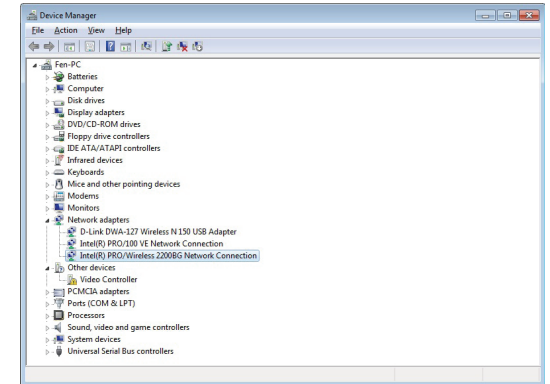 Device Manager
File Action View Help
Fen-PC
Batteries
Computer
Disk drives
Display adapters
DVD/CD-ROM drives
Floppy drive controllers
IDE ATA/ATAPI controllers
Infrared devices
Keyboards
Mice and other pointing devices
Modems
Monitors
Network adapters
D-Link DWA-127 Wireless N 150 USB Adapter
Intel(R) PRO/100 VE Network Connection
Intel(R) PRO/Wireless 2200BG Network Connection
Other devices
Video Controller
PCMCIA adapters
Ports (COM & LPT)
Processors
Sound, video and game controllers
System devices
Universal Serial Bus controllers